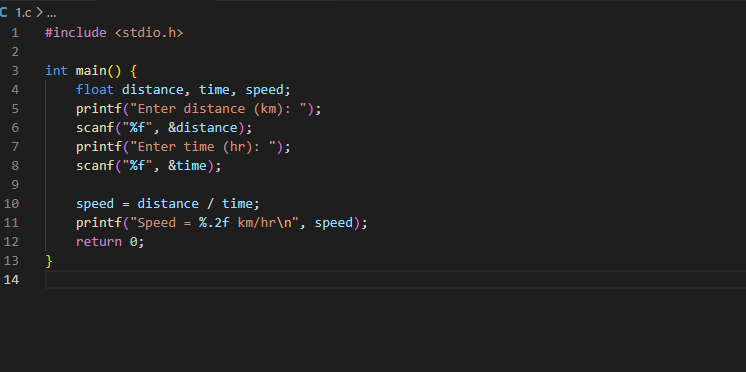 C 1.c > ...
1 #include <stdio.h>
2
3 int main() {
4     float distance, time, speed;
5     printf("Enter distance (km): ");
6     scanf("%f", &distance);
7     printf("Enter time (hr): ");
8     scanf("%f", &time);
9
10     speed = distance / time;
11     printf("Speed = %.2f km/hr\n", speed);
12     return 0;
13 }
14